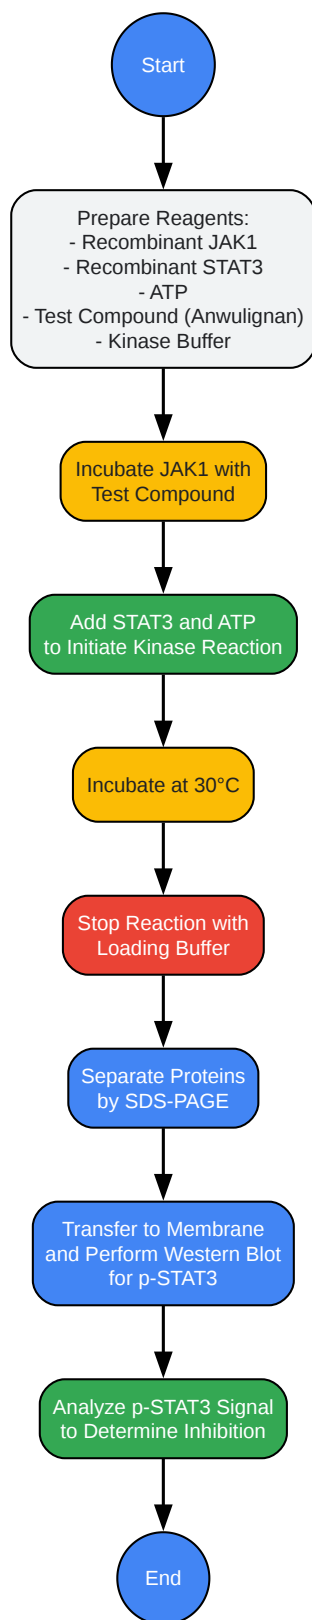 Start
Prepare Reagents:
- Recombinant JAK1
- Recombinant STAT3
- ATP
- Test Compound (Anwulignan)
- Kinase Buffer
Incubate JAK1 with
Test Compound
Add STAT3 and ATP
to Initiate Kinase Reaction
Incubate at 30°C
Stop Reaction with
Loading Buffer
Separate Proteins
by SDS-PAGE
Transfer to Membrane
and Perform Western Blot
for p-STAT3
Analyze p-STAT3 Signal
to Determine Inhibition
End